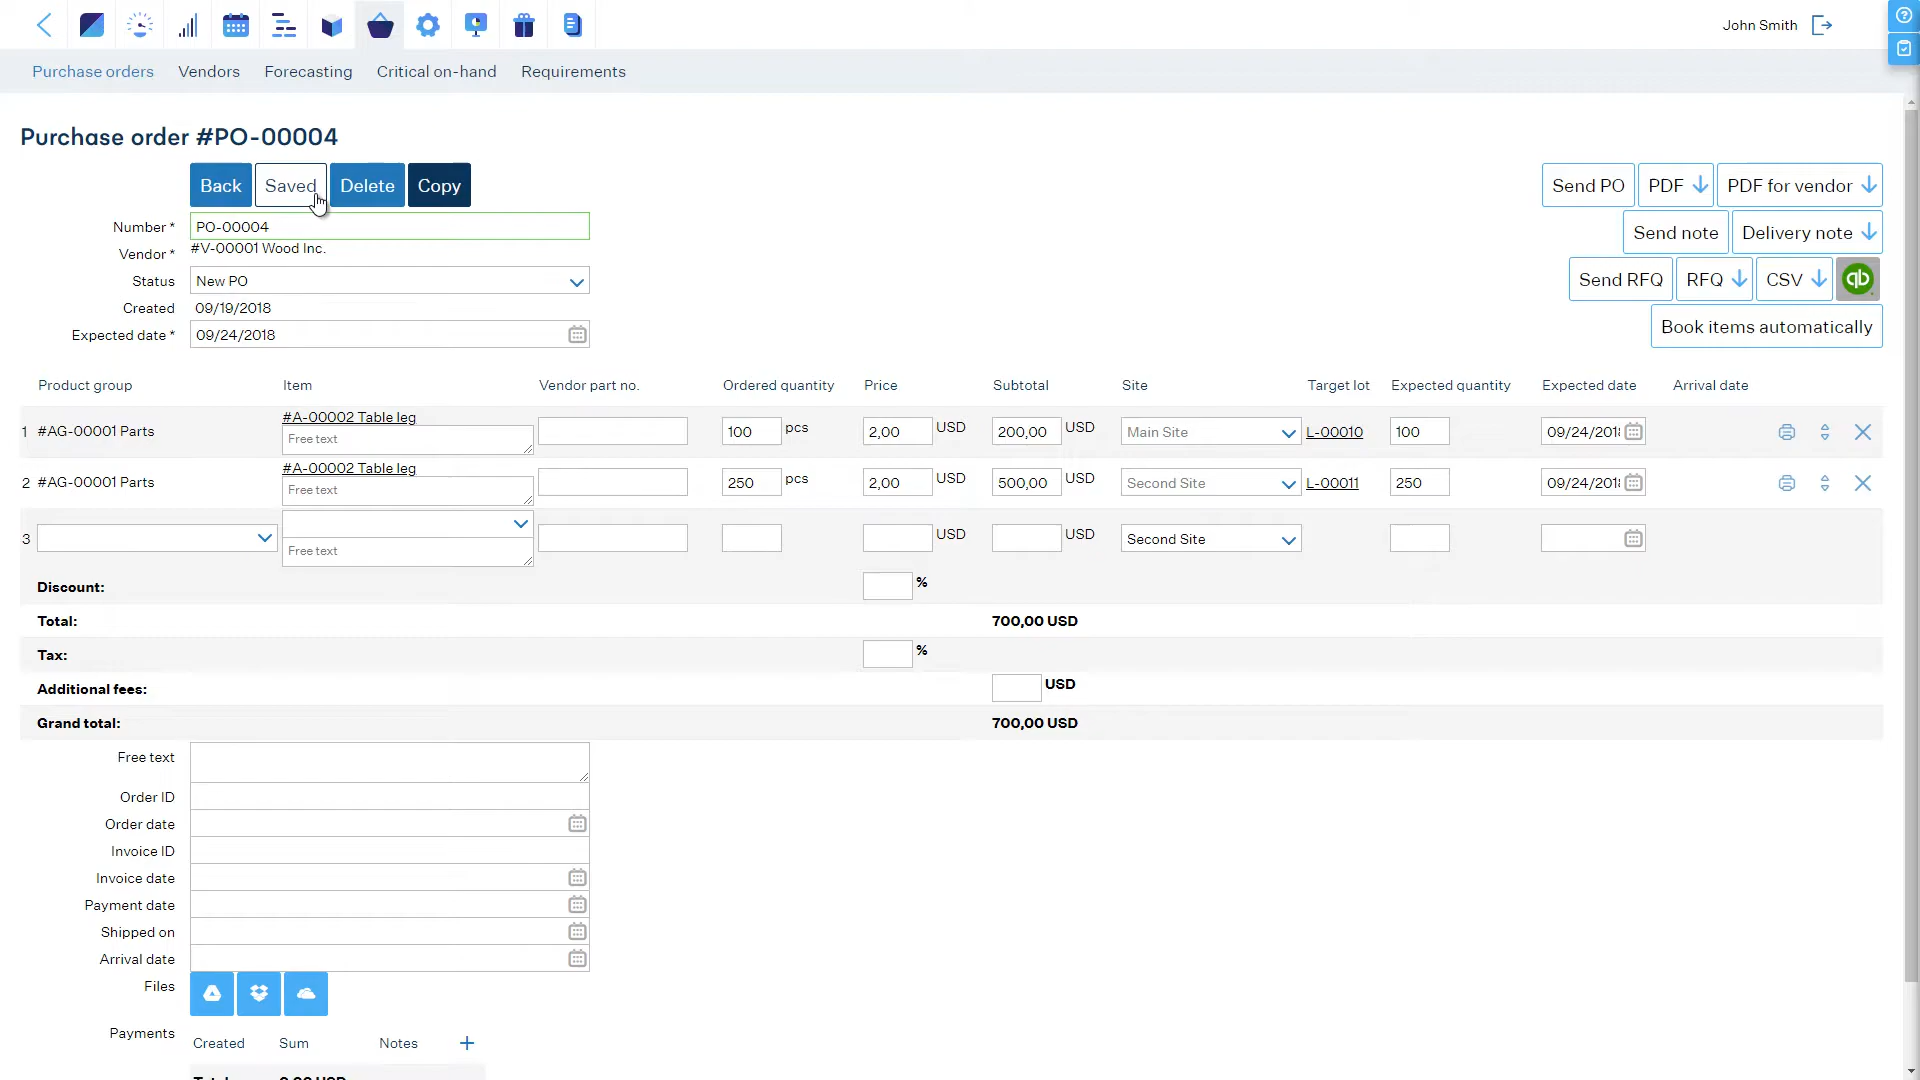 John Smith
Purchase orders Vendors Forecasting Critical on-hand Requirements
Purchase order #PO-00004
Back Saved Delete Copy Send PO PDF PDF for vendor
Number * PO-00004 Send note Delivery note
Vendor * #V-00001 Wood Inc.
Status New PO Send RFQ RFQ CSV qb
Created 09/19/2018
Expected date * 09/24/2018 Book items automatically
Product group Item Vendor part no. Ordered quantity Price Subtotal Site Target lot Expected quantity Expected date Arrival date
#A-00002 Table leg
1 #AG-00001 Parts 100 pcs 2,00 USD 200,00 USD Main Site L-00010 100 09/24/201
Free text
#A-00002 Table leg
2 #AG-00001 Parts 250 pcs 2,00 USD 500,00 USD Second Site L-00011 250 09/24/201
Free text
3 USD USD Second Site
Free text
Discount: %
Total: 700,00 USD
Tax: %
Additional fees: USD
Grand total: 700,00 USD
Free text
Order ID
Order date
Invoice ID
Invoice date
Payment date
Shipped on
Arrival date
Files
Payments
Created Sum Notes +